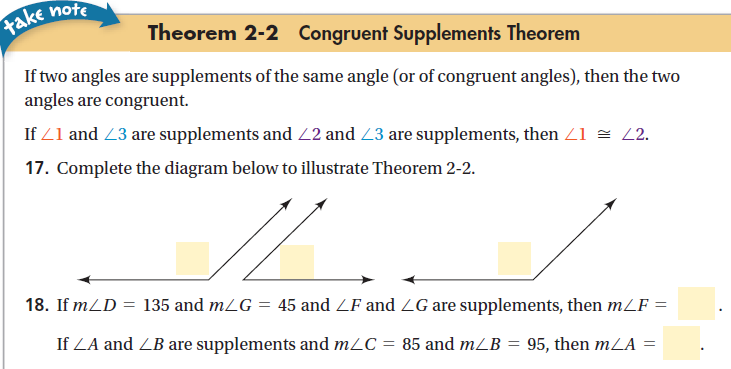 take note
Theorem 2-2 Congruent Supplements Theorem
If two angles are supplements of the same angle (or of congruent angles), then the two
angles are congruent.
If ∠1 and ∠3 are supplements and ∠2 and ∠3 are supplements, then ∠1 ≅ ∠2.
17. Complete the diagram below to illustrate Theorem 2-2.
18. If m∠D = 135 and m∠G = 45 and ∠F and ∠G are supplements, then m∠F = .
If ∠A and ∠B are supplements and m∠C = 85 and m∠B = 95, then m∠A = .